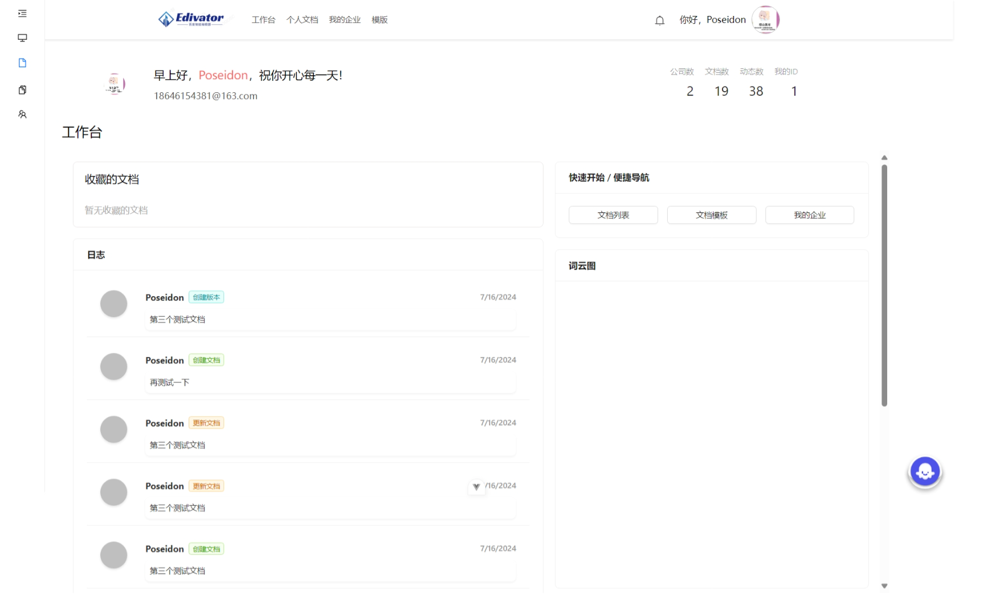 Edivator
百度智能编辑器
工作台 个人文档 我的企业 模版
你好，Poseidon
早上好，Poseidon，祝你开心每一天！
18646154381@163.com
公司数 文档数 动态数 我的ID
2 19 38 1
工作台
收藏的文档
暂无收藏的文档
快速开始 / 便捷导航
文档列表 文档模板 我的企业
日志
词云图
Poseidon 创建版本 7/16/2024
第三个测试文档
Poseidon 创建文档 7/16/2024
再测试一下
Poseidon 更新文档 7/16/2024
第三个测试文档
Poseidon 更新文档 /16/2024
第三个测试文档
Poseidon 创建文档 7/16/2024
第三个测试文档